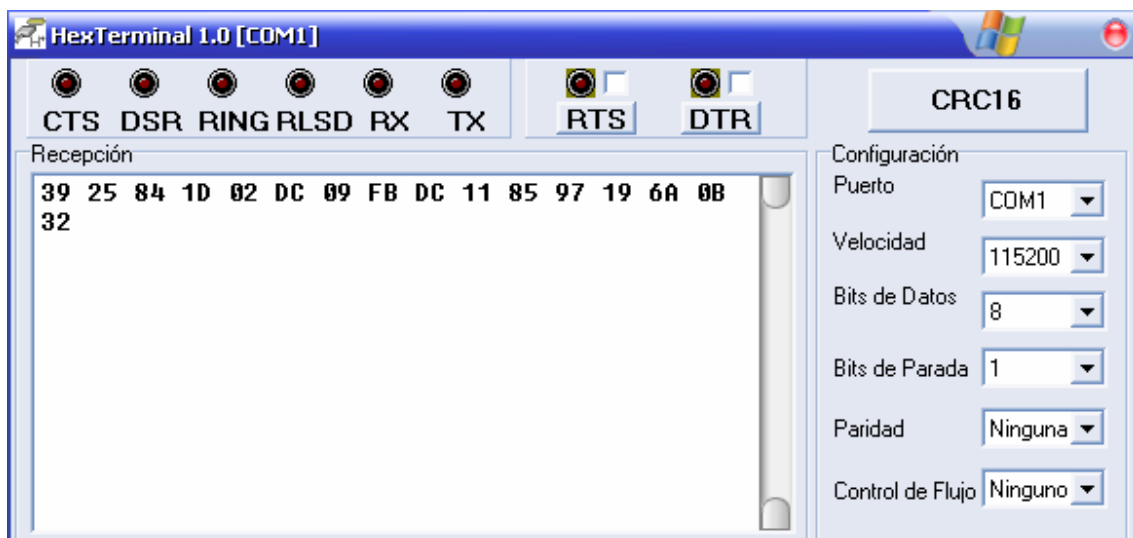 HexTerminal 1.0 [COM1]
CTS DSR RING RLSD RX TX RTS DTR
CRC16
Recepción
39 25 84 1D 02 DC 09 FB DC 11 85 97 19 6A 0B
32
Configuración
Puerto COM1
Velocidad 115200
Bits de Datos 8
Bits de Parada 1
Paridad Ninguna
Control de Flujo Ninguno